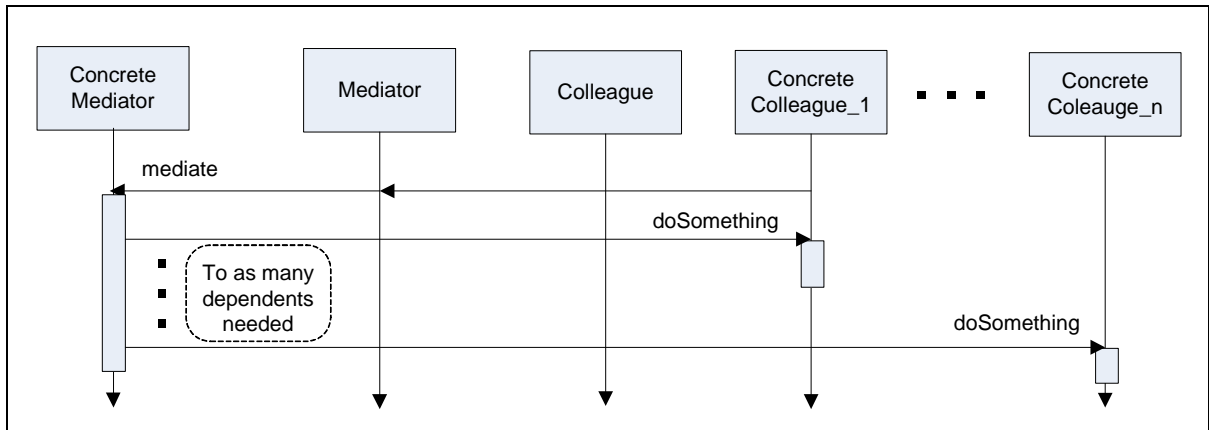 Concrete
Mediator
Mediator
Colleague
Concrete
Colleague_1
Concrete
Coleauge_n
mediate
doSomething
To as many
dependents
needed
doSomething